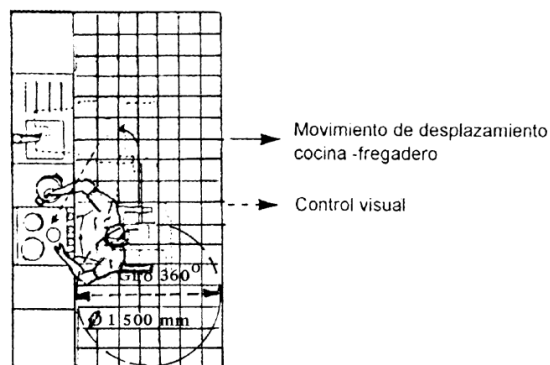 Movimiento de desplazamiento
cocina -fregadero
Control visual
Giro 360°
Ø 1 500 mm